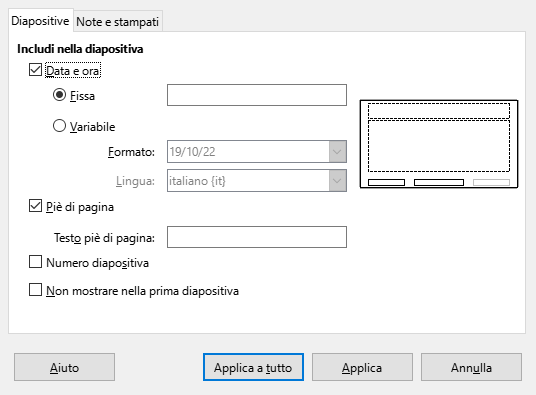 Diapositive Note e stampati
Includi nella diapositiva
Data e ora
Fissa
Variabile
Formato: 19/10/22
Lingua: italiano {it}
Piè di pagina
Testo piè di pagina:
Numero diapositiva
Non mostrare nella prima diapositiva
Aiuto Applica a tutto Applica Annulla